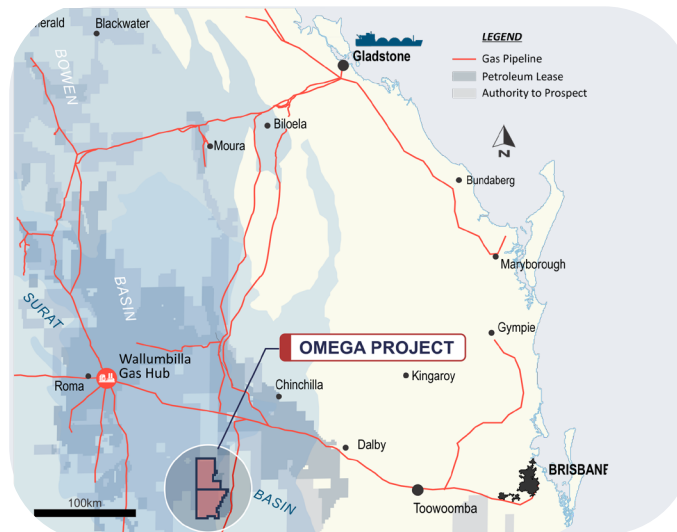 erald
Blackwater
BOWEN
Gladstone
LEGEND
Gas Pipeline
Petroleum Lease
Authority to Prospect
N
Biloela
Moura
Bundaberg
Maryborough
BASIN
SURAT
Gympie
OMEGA PROJECT
Wallumbilla
Gas Hub
Roma
Chinchilla
Kingaroy
Dalby
BRISBANE
BASIN
100km
Toowoomba